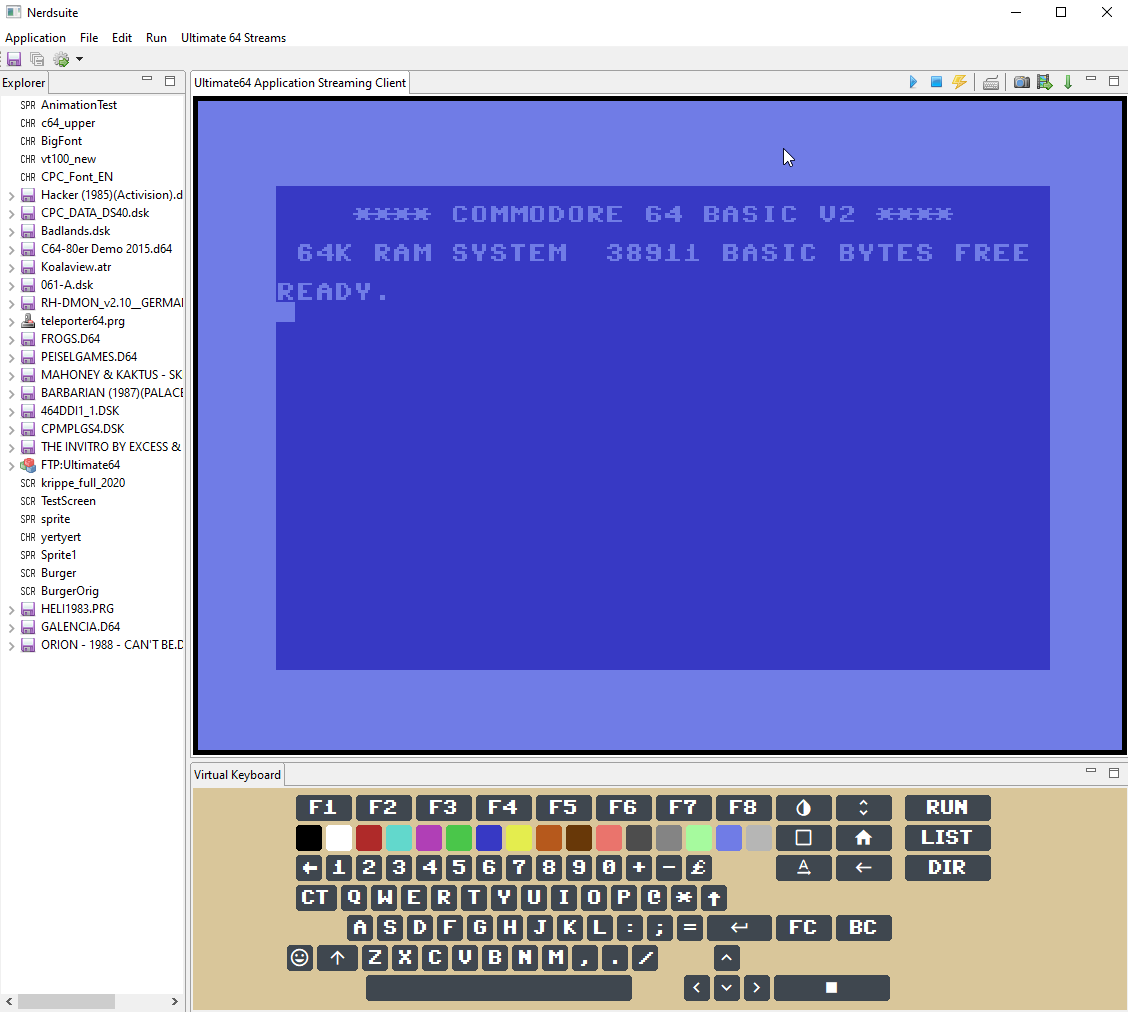 Nerdsuite
Application File Edit Run Ultimate 64 Streams
Explorer
SPR AnimationTest
CHR c64_upper
CHR BigFont
CHR vt100_new
CHR CPC_Font_EN
Hacker (1985)(Activision).d
CPC_DATA_DS40.dsk
Badlands.dsk
C64-80er Demo 2015.d64
Koalaview.atr
061-A.dsk
RH-DMON_v2.10__GERMAI
teleporter64.prg
FROGS.D64
PEISELGAMES.D64
MAHONEY & KAKTUS - SK
BARBARIAN (1987)(PALACE
464DDI1_1.DSK
CPMPLGS4.DSK
THE INVITRO BY EXCESS &
FTP:Ultimate64
SCR krippe_full_2020
SCR TestScreen
SPR sprite
CHR yertyert
SPR Sprite1
SCR Burger
SCR BurgerOrig
HELI1983.PRG
GALENCIA.D64
ORION - 1988 - CAN'T BE.D
Ultimate64 Application Streaming Client
**** COMMODORE 64 BASIC V2 ****
64K RAM SYSTEM  38911 BASIC BYTES FREE
READY.
Virtual Keyboard
F1 F2 F3 F4 F5 F6 F7 F8 RUN
LIST
← 1 2 3 4 5 6 7 8 9 0 + - £ A ← DIR
CT Q W E R T Y U I O P @ * ↑
A S D F G H J K L : ; = ↵ FC BC
↑ Z X C V B N M , . /